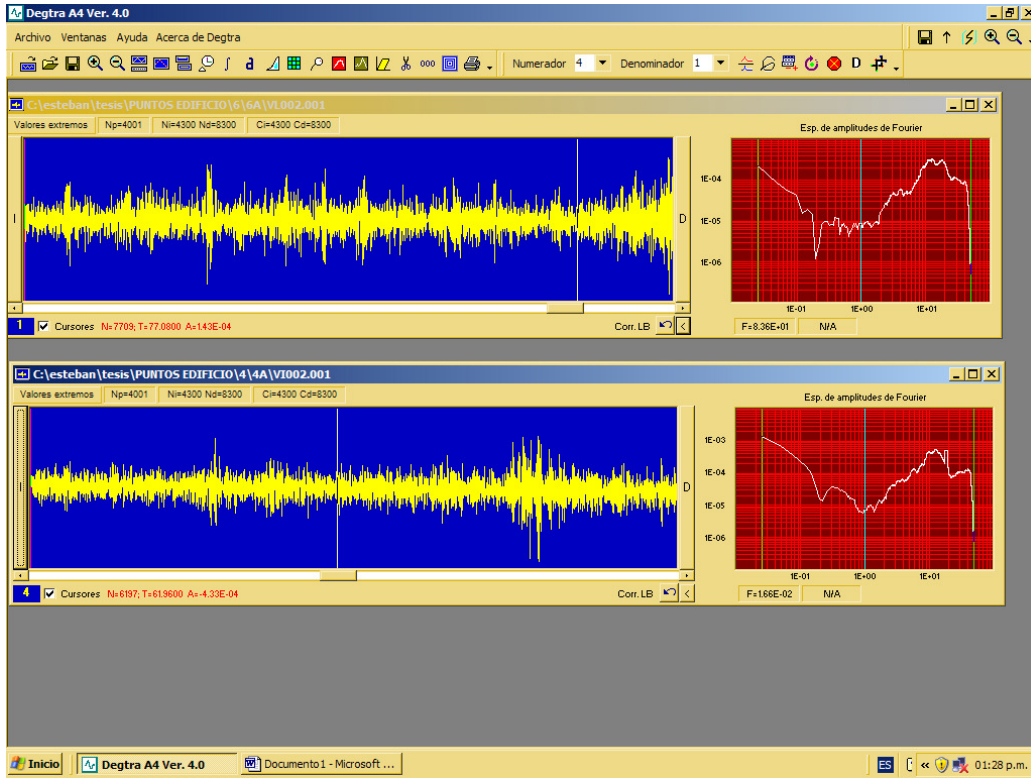 Degtra A4 Ver. 4.0
Archivo Ventanas Ayuda Acerca de Degtra
Numerador 4 Denominador 1 D
C:\esteban\tesis\PUNTOS EDIFICIO\6\6A\VL002.001
Valores extremos Np=4001 Ni=4300 Nd=8300 Ci=4300 Cd=8300
Esp. de amplitudes de Fourier
I D
1E-04
1E-05
1E-06
1E-01 1E+00 1E+01
1 Cursores N=7709; T=77.0800 A=1.43E-04 Corr. LB <
F=8.36E+01 N/A
C:\esteban\tesis\PUNTOS EDIFICIO\4\4A\VI002.001
Valores extremos Np=4001 Ni=4300 Nd=8300 Ci=4300 Cd=8300
Esp. de amplitudes de Fourier
I D
1E-03
1E-04
1E-05
1E-06
1E-01 1E+00 1E+01
4 Cursores N=6197; T=61.9600 A=-4.33E-04 Corr. LB <
F=1.66E-02 N/A
Inicio Degtra A4 Ver. 4.0 Documento1 - Microsoft ... ES « 01:28 p.m.